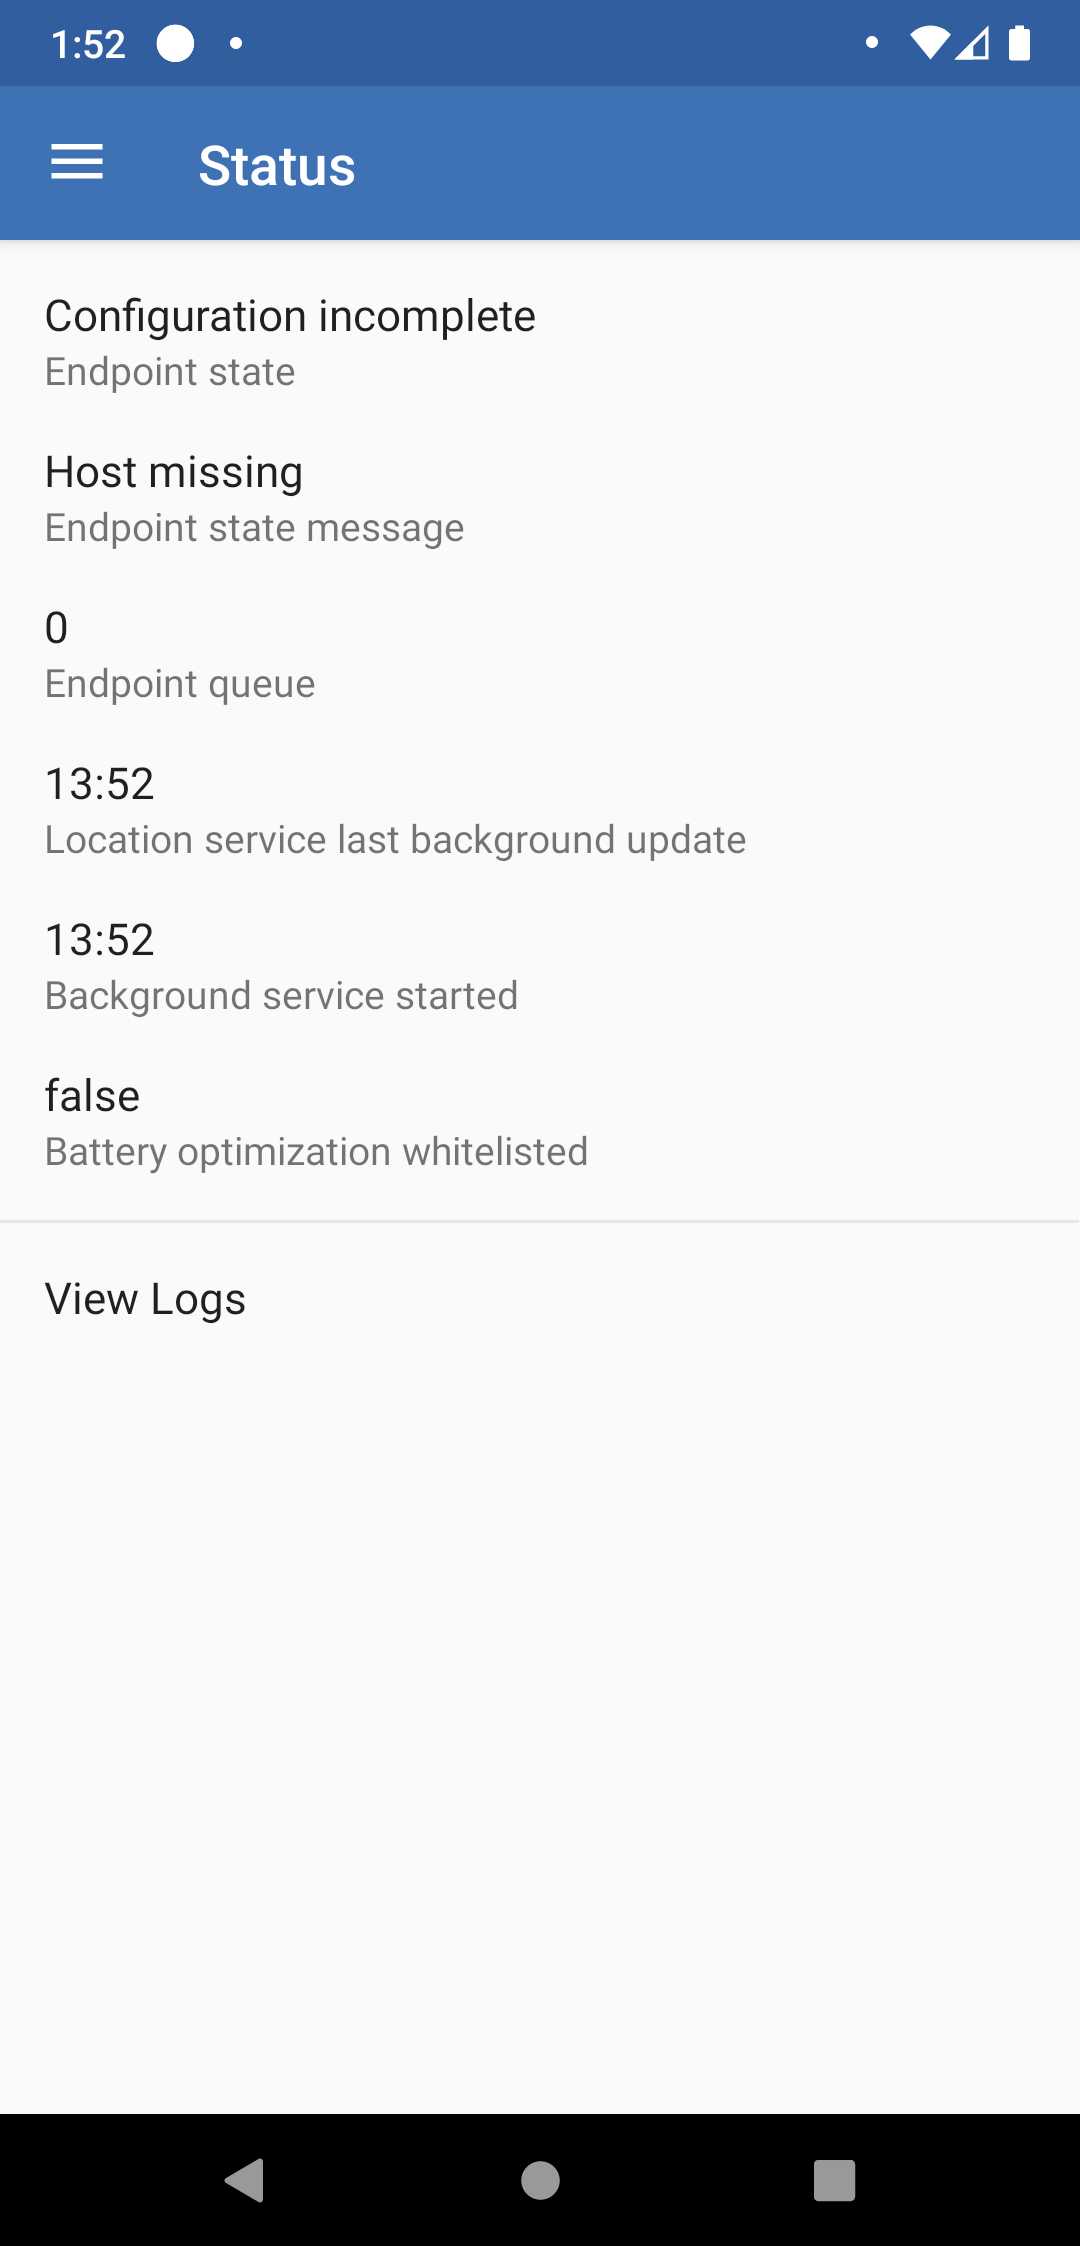 1:52
Status
Configuration incomplete
Endpoint state
Host missing
Endpoint state message
0
Endpoint queue
13:52
Location service last background update
13:52
Background service started
false
Battery optimization whitelisted
View Logs